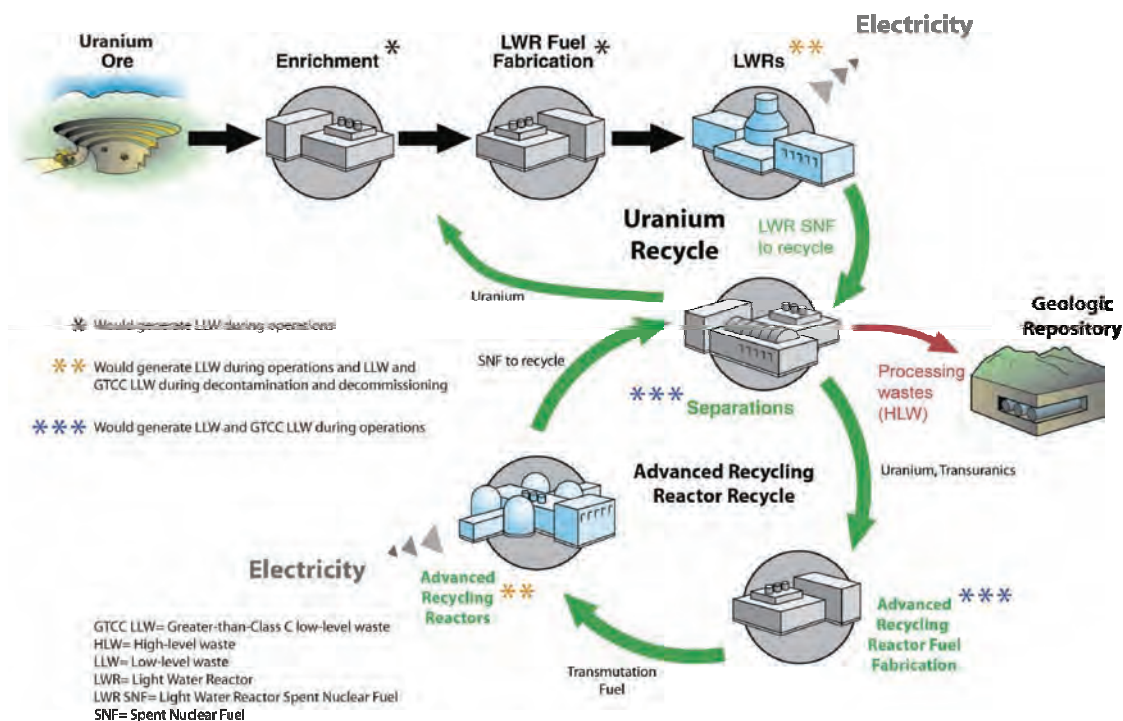 Electricity
Uranium
Ore
Enrichment *
LWR Fuel
Fabrication *
LWRs **
Uranium
Recycle
LWR SNF
to recycle
Uranium
Geologic
Repository
* Would generate LLW during operations
SNF to recycle
** Would generate LLW during operations and LLW and
GTCC LLW during decontamination and decommissioning
Processing
wastes
(HLW)
*** Separations
*** Would generate LLW and GTCC LLW during operations
Advanced Recycling
Reactor Recycle
Uranium, Transuranics
Electricity
Advanced
Recycling
Reactors **
Advanced ***
Recycling
Reactor Fuel
Fabrication
Transmutation
Fuel
GTCC LLW= Greater-than-Class C low-level waste
HLW= High-level waste
LLW= Low-level waste
LWR= Light Water Reactor
LWR SNF= Light Water Reactor Spent Nuclear Fuel
SNF= Spent Nuclear Fuel